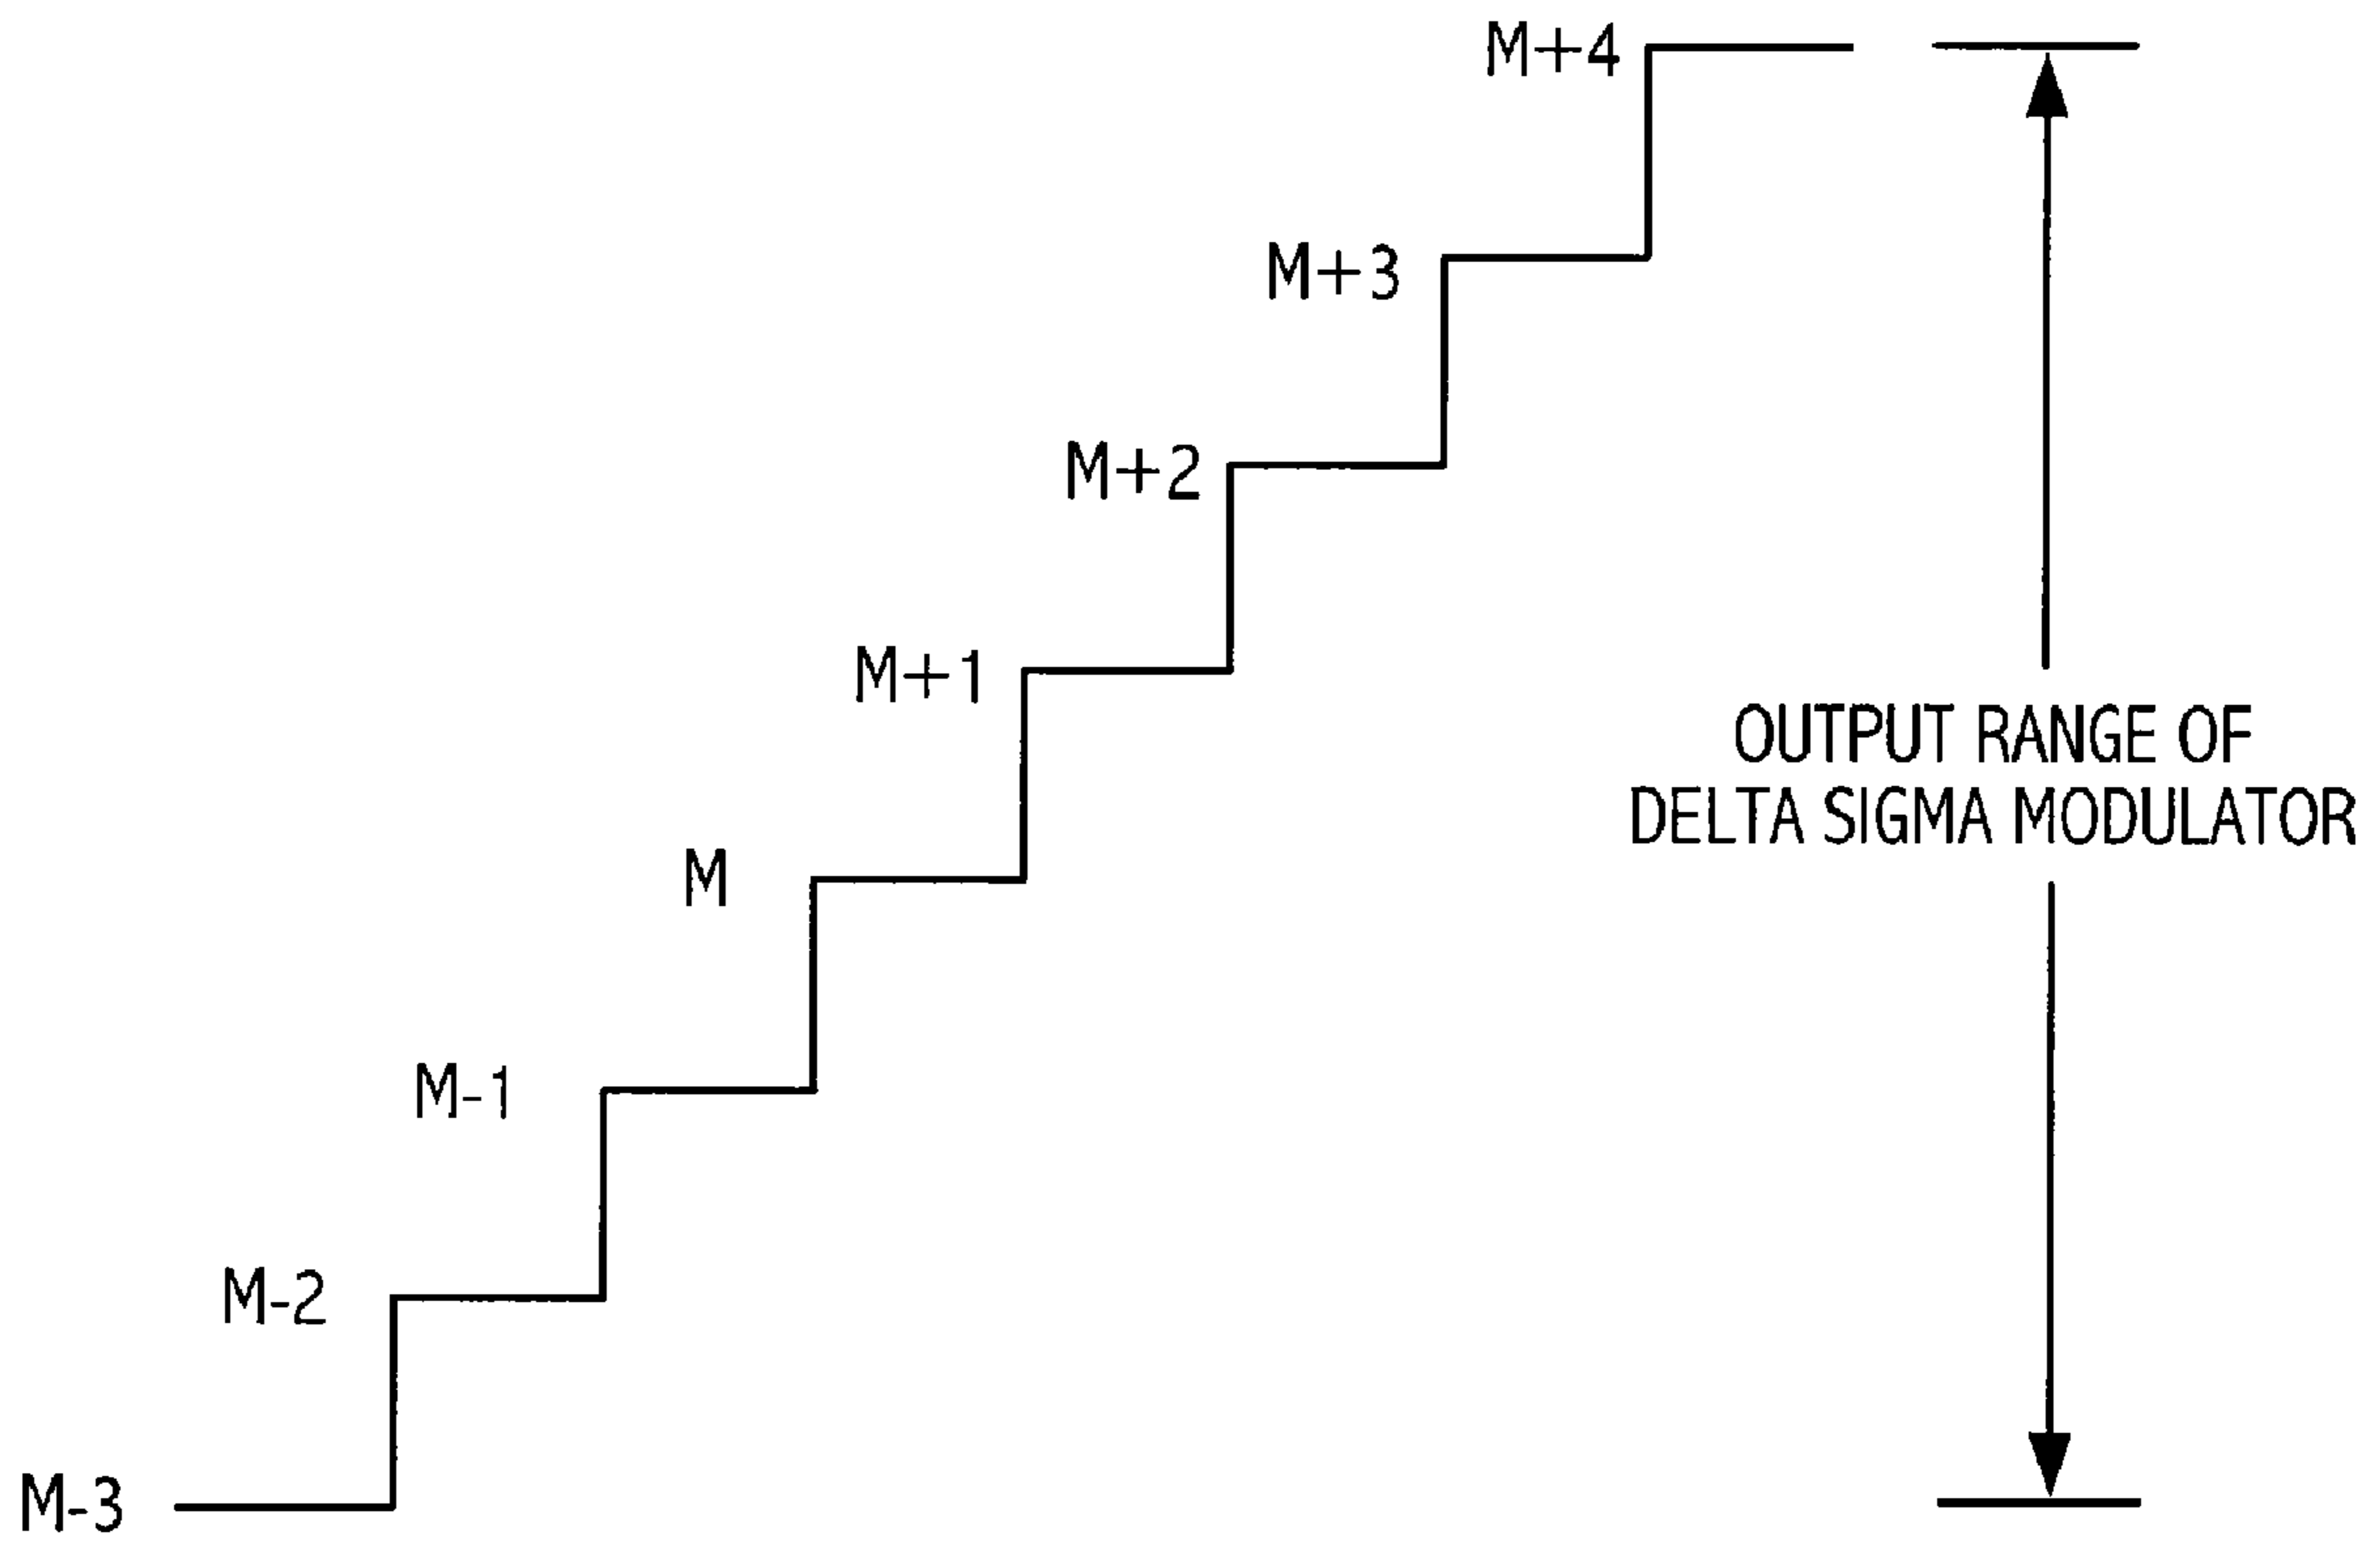 M+4
M+3
M+2
M+1
OUTPUT RANGE OF
DELTA SIGMA MODULATOR
M
M-1
M-2
M-3